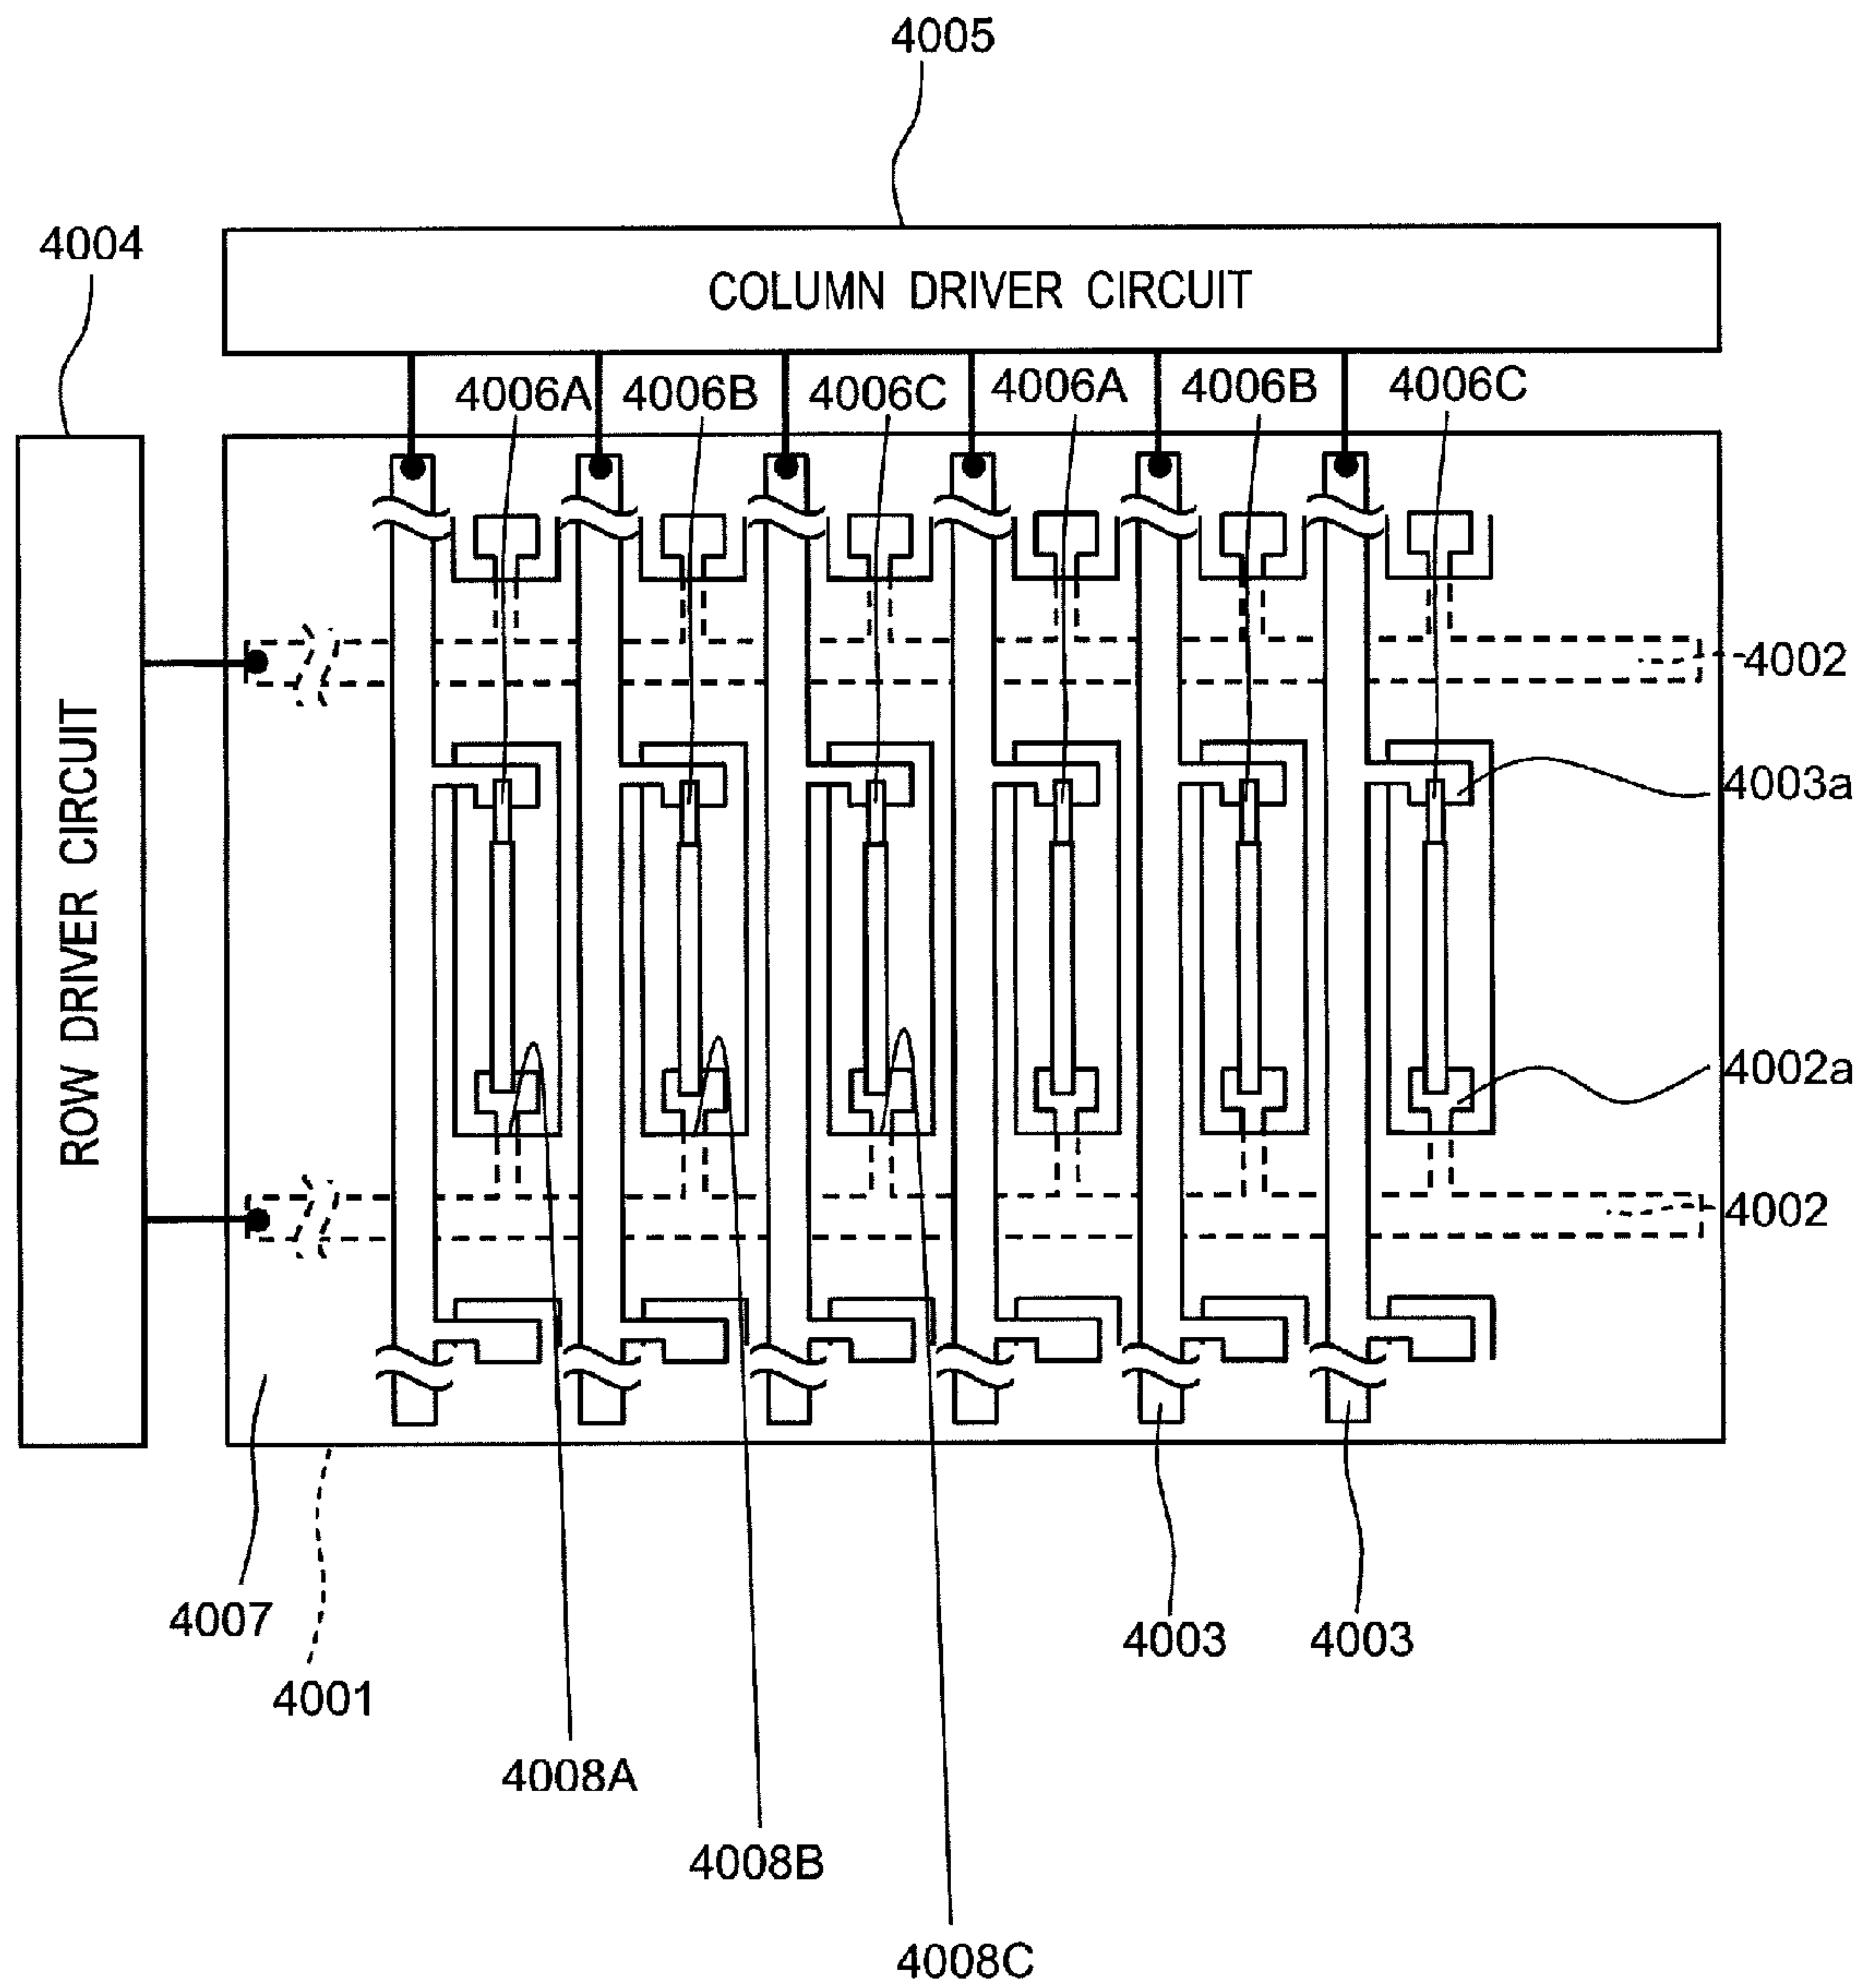 4005
4004
COLUMN DRIVER CIRCUIT
4006A
4006B
4006C
4006A
4006B
4006C
4002
4003a
ROW DRIVER CIRCUIT
4002a
4002
4007
4003
4003
4001
4008A
4008B
4008C